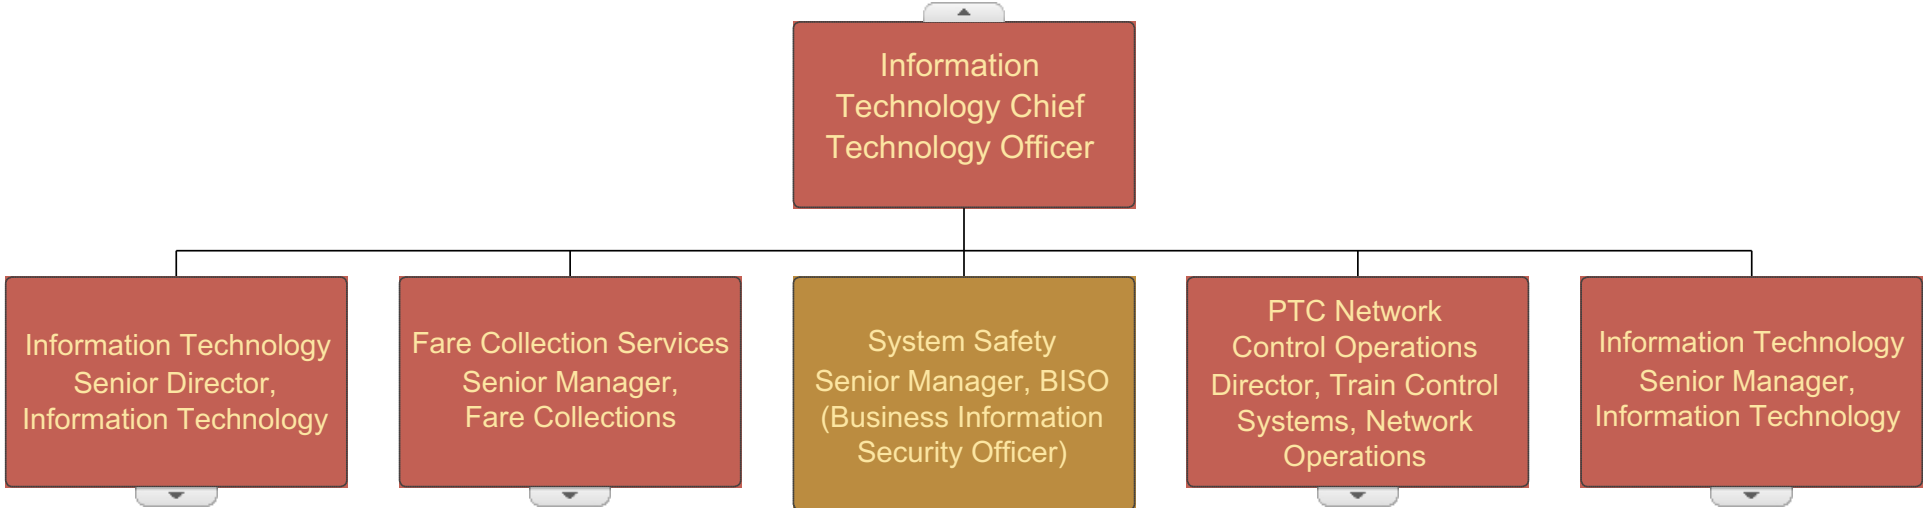 Information
Technology Chief
Technology Officer
Information Technology
Senior Director,
Information Technology
Fare Collection Services
Senior Manager,
Fare Collections
System Safety
Senior Manager, BISO
(Business Information
Security Officer)
PTC Network
Control Operations
Director, Train Control
Systems, Network
Operations
Information Technology
Senior Manager,
Information Technology